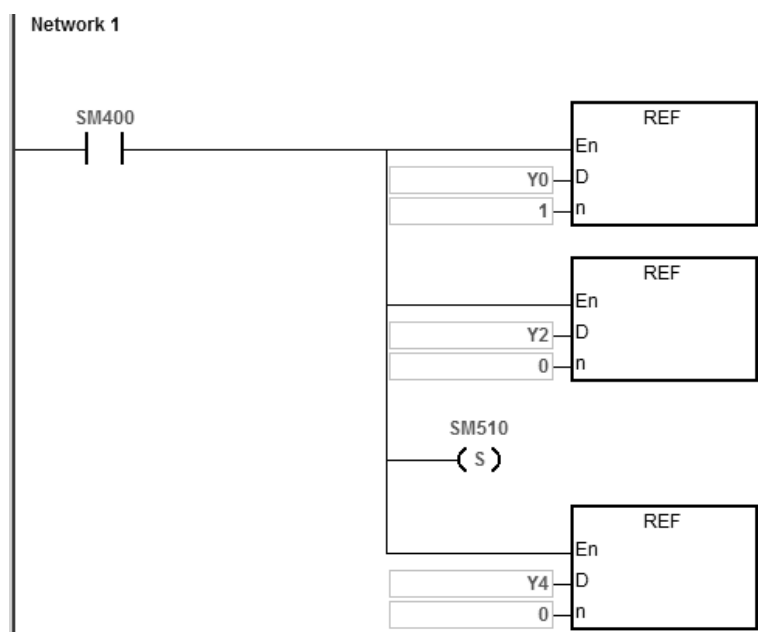 Network 1
SM400
REF
En
Y0 D
1 n
REF
En
Y2 D
0 n
SM510
S
REF
En
Y4 D
0 n